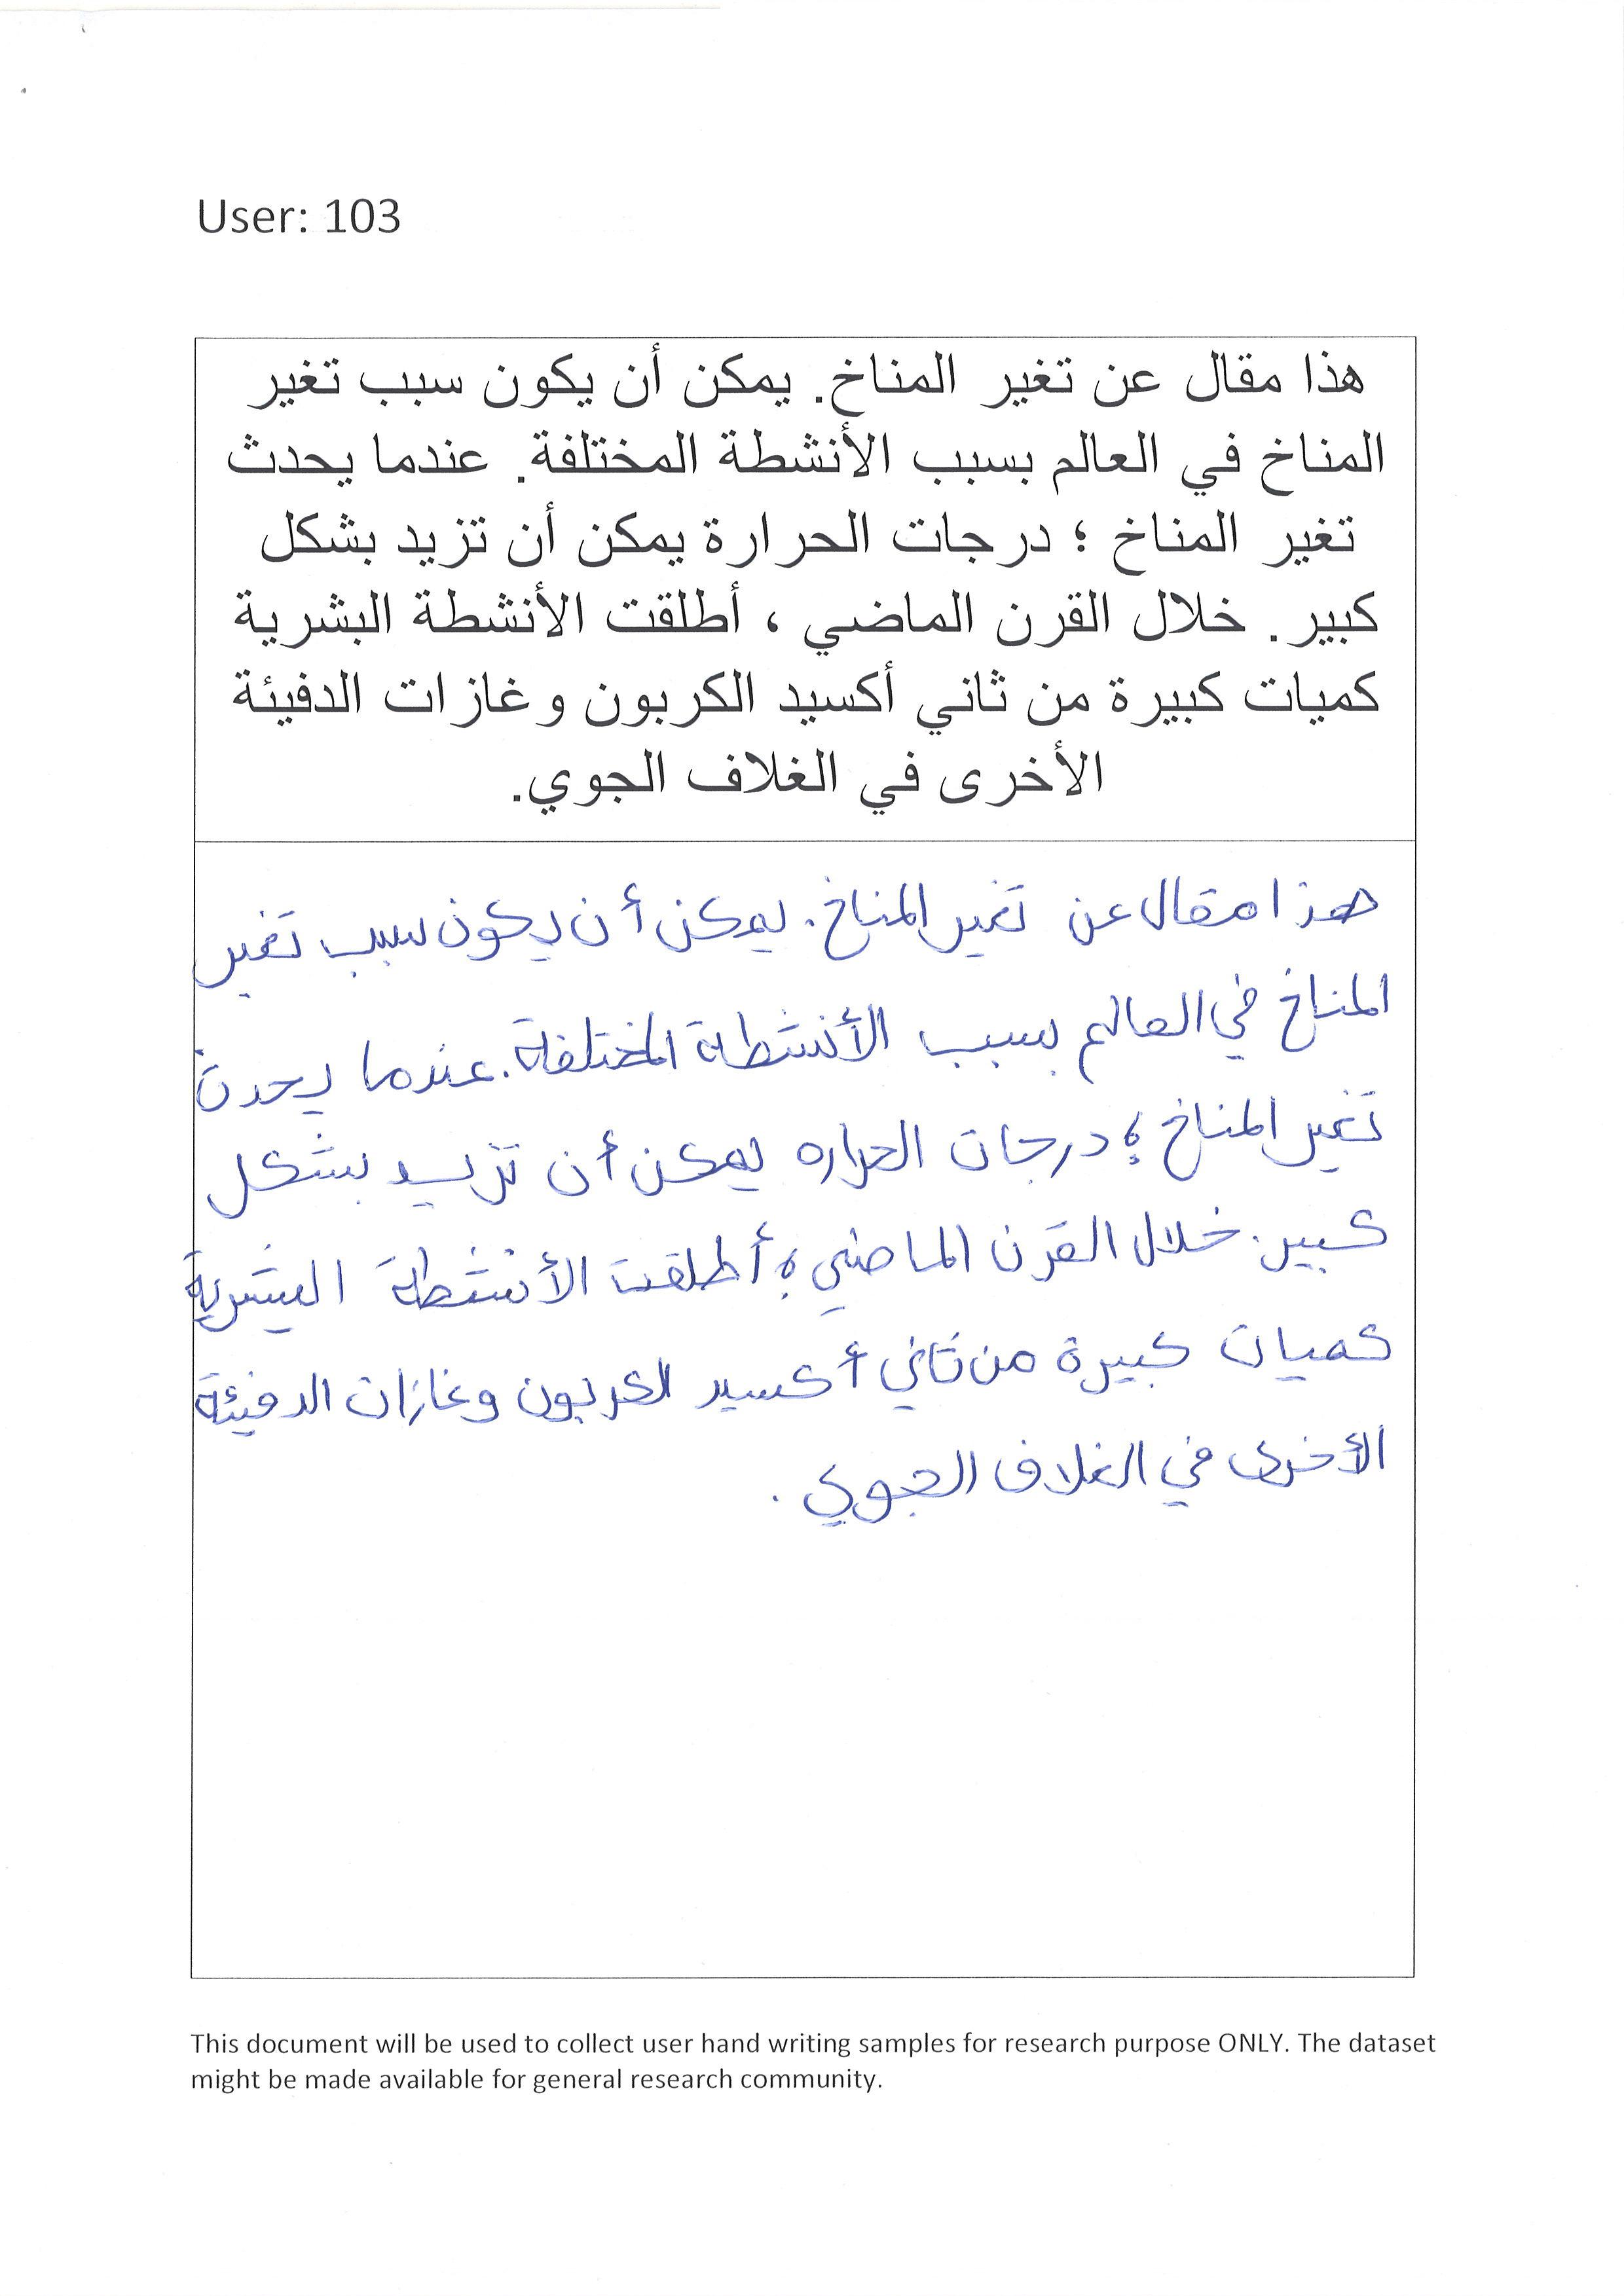 User: 103
هذا مقال عن تغير المناخ. يمكن أن يكون سبب تغير
المناخ في العالم بسبب الأنشطة المختلفة. عندما يحدث
تغير المناخ ؛ درجات الحرارة يمكن أن تزيد بشكل
كبير. خلال القرن الماضي ، أطلقت الأنشطة البشرية
كميات كبيرة من ثاني أكسيد الكربون وغازات الدفيئة
الأخرى في الغلاف الجوي.
هذا مقال عن تغير المناخ. يمكن أن يكون سبب تغير
المناخ في العالم بسبب الأنشطة المختلفة. عندما يحدث
تغير المناخ ؛ درجات الحراره يمكن أن تزيد بشكل
كبير. خلال القرن الماضي ؛ أطلقت الأنشطة البشرية
كميات كبيرة من ثاني أكسيد الكربون وغازات الدفيئة
الأخرى في الغلاف الجوي.
This document will be used to collect user hand writing samples for research purpose ONLY. The dataset
might be made available for general research community.